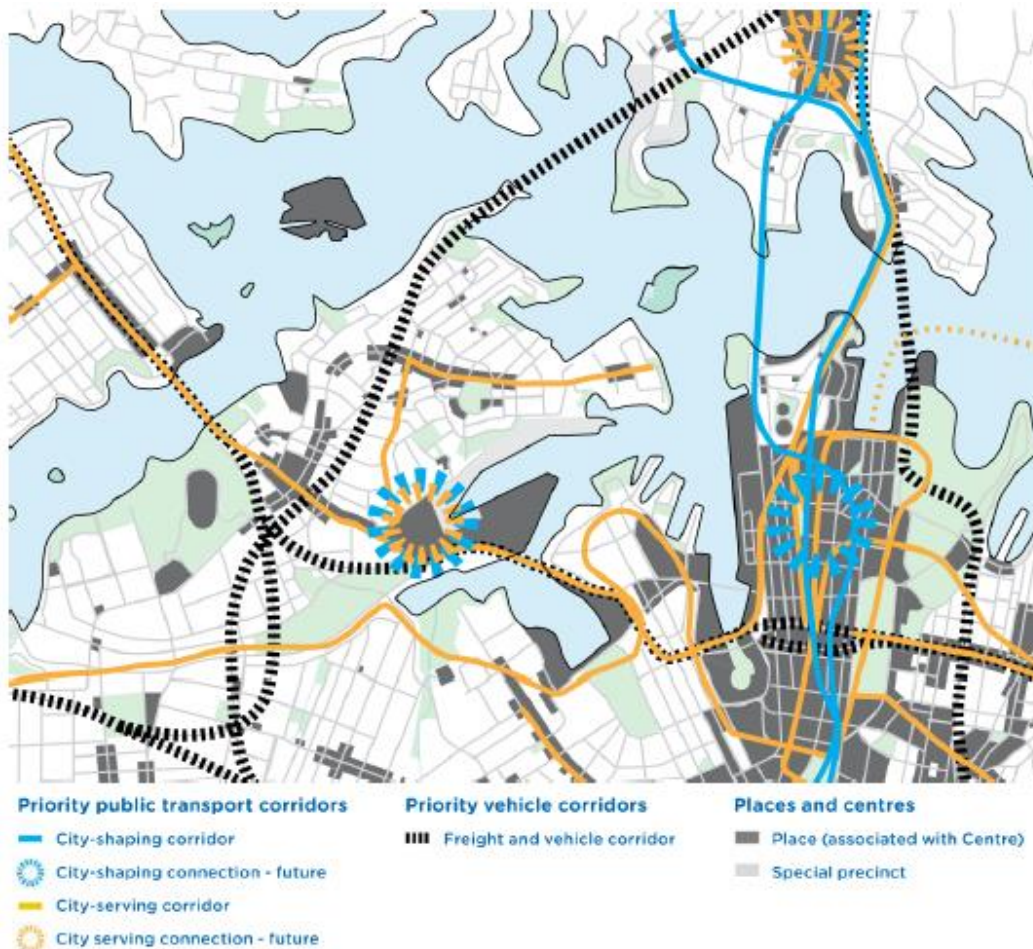 Priority public transport corridors
City-shaping corridor
City-shaping connection - future
City-serving corridor
City serving connection - future
Priority vehicle corridors
Freight and vehicle corridor
Places and centres
Place (associated with Centre)
Special precinct